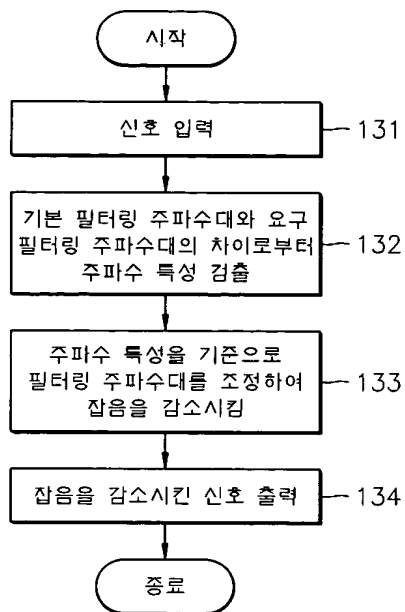 시작
신호 입력
131
기본 필터링 주파수대와 요구
필터링 주파수대의 차이로부터
주파수 특성 검출
132
주파수 특성을 기준으로
필터링 주파수대를 조정하여
잡음을 감소시킴
133
잡음을 감소시킨 신호 출력
134
종료